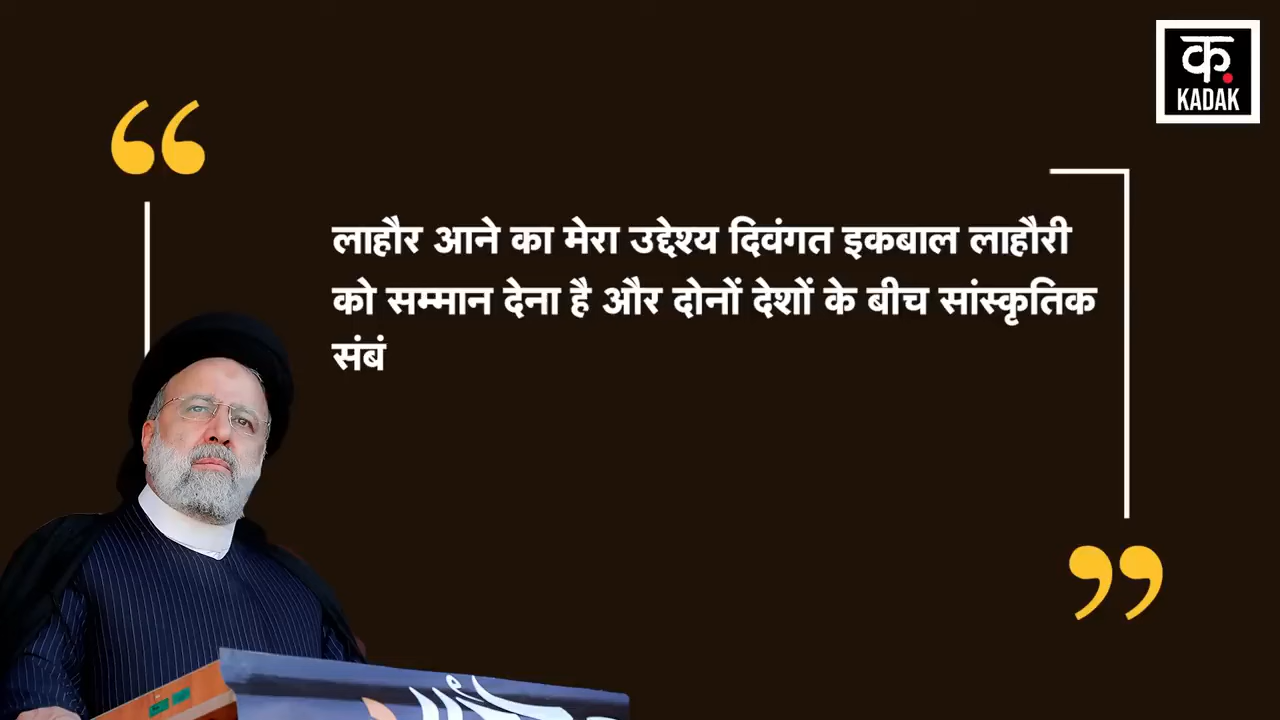 क
KADAK
लाहौर आने का मेरा उद्देश्य दिवंगत इकबाल लाहौरी
को सम्मान देना है और दोनों देशों के बीच सांस्कृतिक
संबं